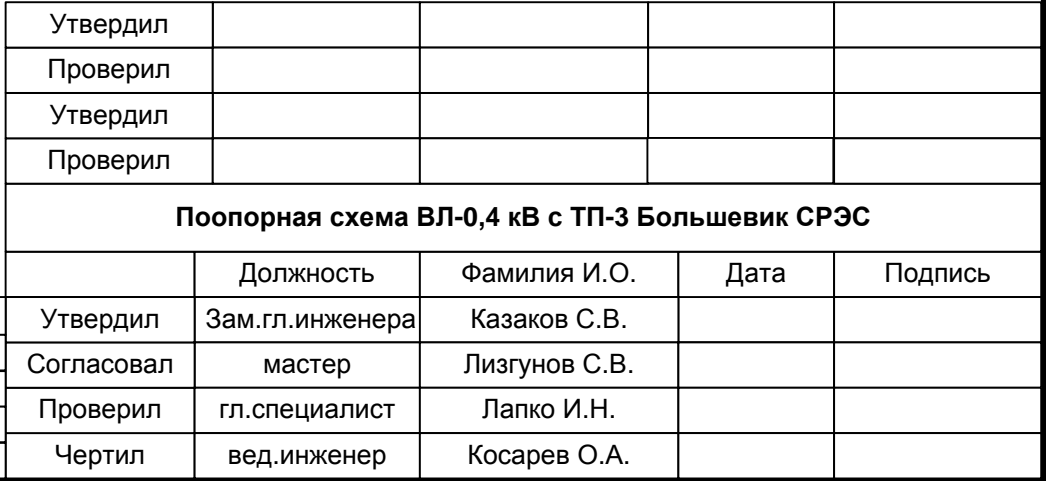 Утвердил
Проверил
Утвердил
Проверил
Поопорная схема ВЛ-0,4 кВ с ТП-3 Большевик СРЭС
Должность Фамилия И.О. Дата Подпись
Утвердил Зам.гл.инженера Казаков С.В.
Согласовал мастер Лизгунов С.В.
Проверил гл.специалист Лапко И.Н.
Чертил вед.инженер Косарев О.А.